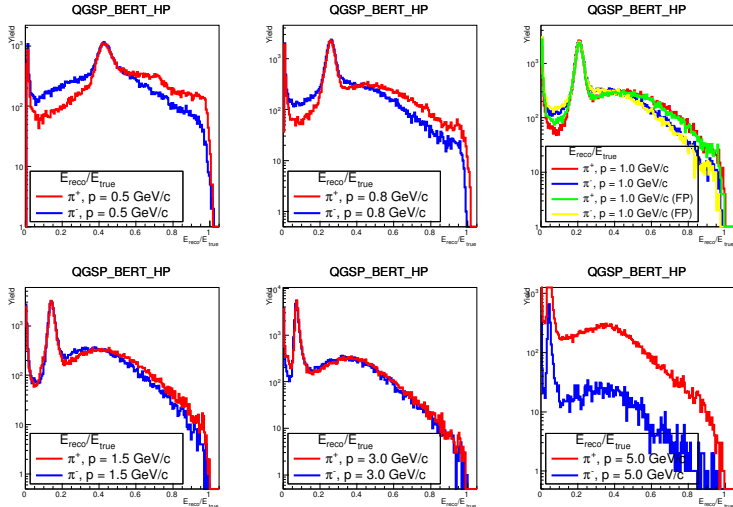 QGSP_BERT_HP
Yield
10³
10²
10
1
E_reco/E_true
π⁺, p = 0.5 GeV/c
π⁻, p = 0.5 GeV/c
0 0.2 0.4 0.6 0.8 1
E_reco/E_true
QGSP_BERT_HP
Yield
10³
10²
10
1
E_reco/E_true
π⁺, p = 0.8 GeV/c
π⁻, p = 0.8 GeV/c
0 0.2 0.4 0.6 0.8 1
E_reco/E_true
QGSP_BERT_HP
Yield
10³
10²
10
1
E_reco/E_true
π⁺, p = 1.0 GeV/c
π⁻, p = 1.0 GeV/c
π⁺, p = 1.0 GeV/c (FP)
π⁻, p = 1.0 GeV/c (FP)
0 0.2 0.4 0.6 0.8 1
E_reco/E_true
QGSP_BERT_HP
Yield
10³
10²
10
1
E_reco/E_true
π⁺, p = 1.5 GeV/c
π⁻, p = 1.5 GeV/c
0 0.2 0.4 0.6 0.8 1
E_reco/E_true
QGSP_BERT_HP
Yield
10⁴
10³
10²
10
1
E_reco/E_true
π⁺, p = 3.0 GeV/c
π⁻, p = 3.0 GeV/c
0 0.2 0.4 0.6 0.8 1
E_reco/E_true
QGSP_BERT_HP
Yield
10³
10²
10
1
E_reco/E_true
π⁺, p = 5.0 GeV/c
π⁻, p = 5.0 GeV/c
0 0.2 0.4 0.6 0.8 1
E_reco/E_true